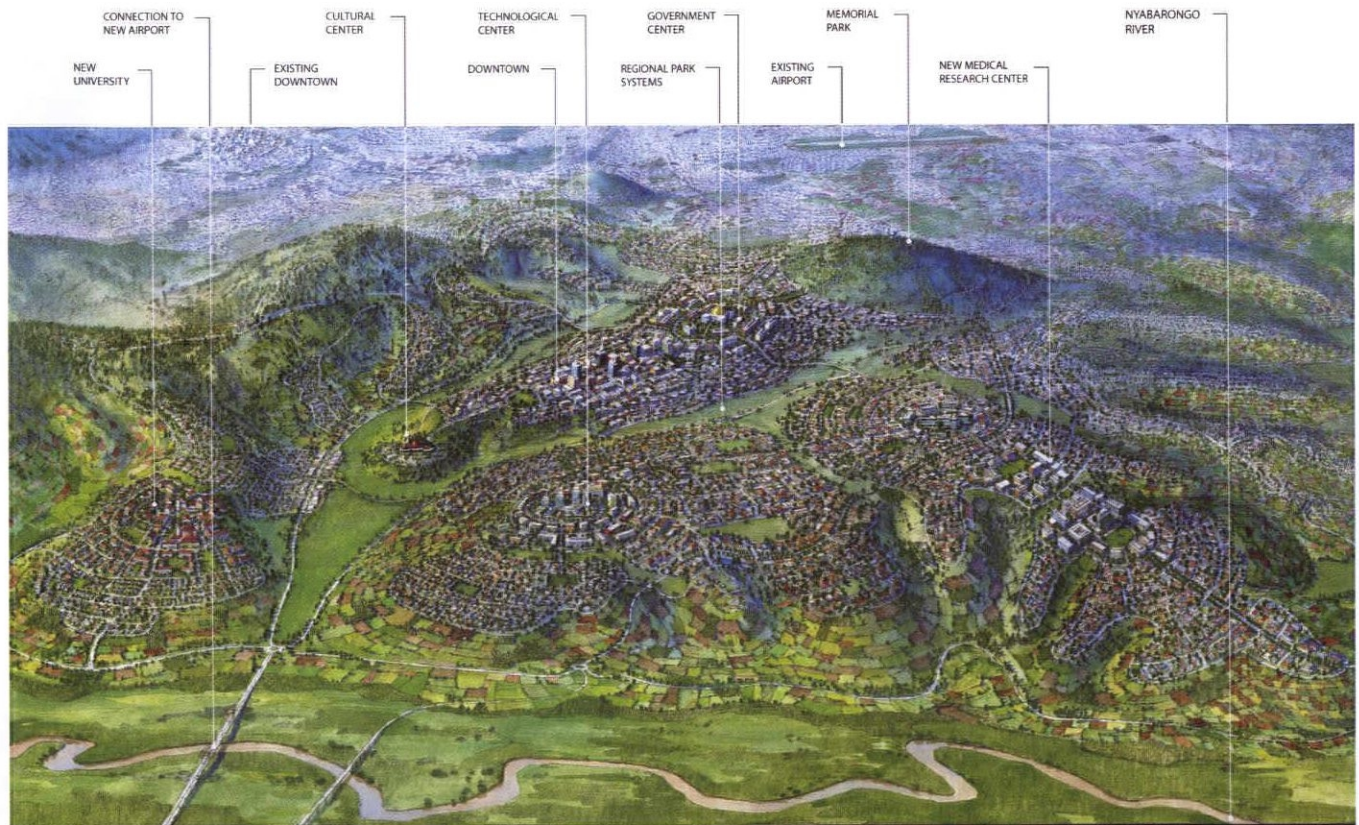 CONNECTION TO
NEW AIRPORT
CULTURAL
CENTER
TECHNOLOGICAL
CENTER
GOVERNMENT
CENTER
MEMORIAL
PARK
NYABARONGO
RIVER
NEW
UNIVERSITY
EXISTING
DOWNTOWN
DOWNTOWN
REGIONAL PARK
SYSTEMS
EXISTING
AIRPORT
NEW MEDICAL
RESEARCH CENTER